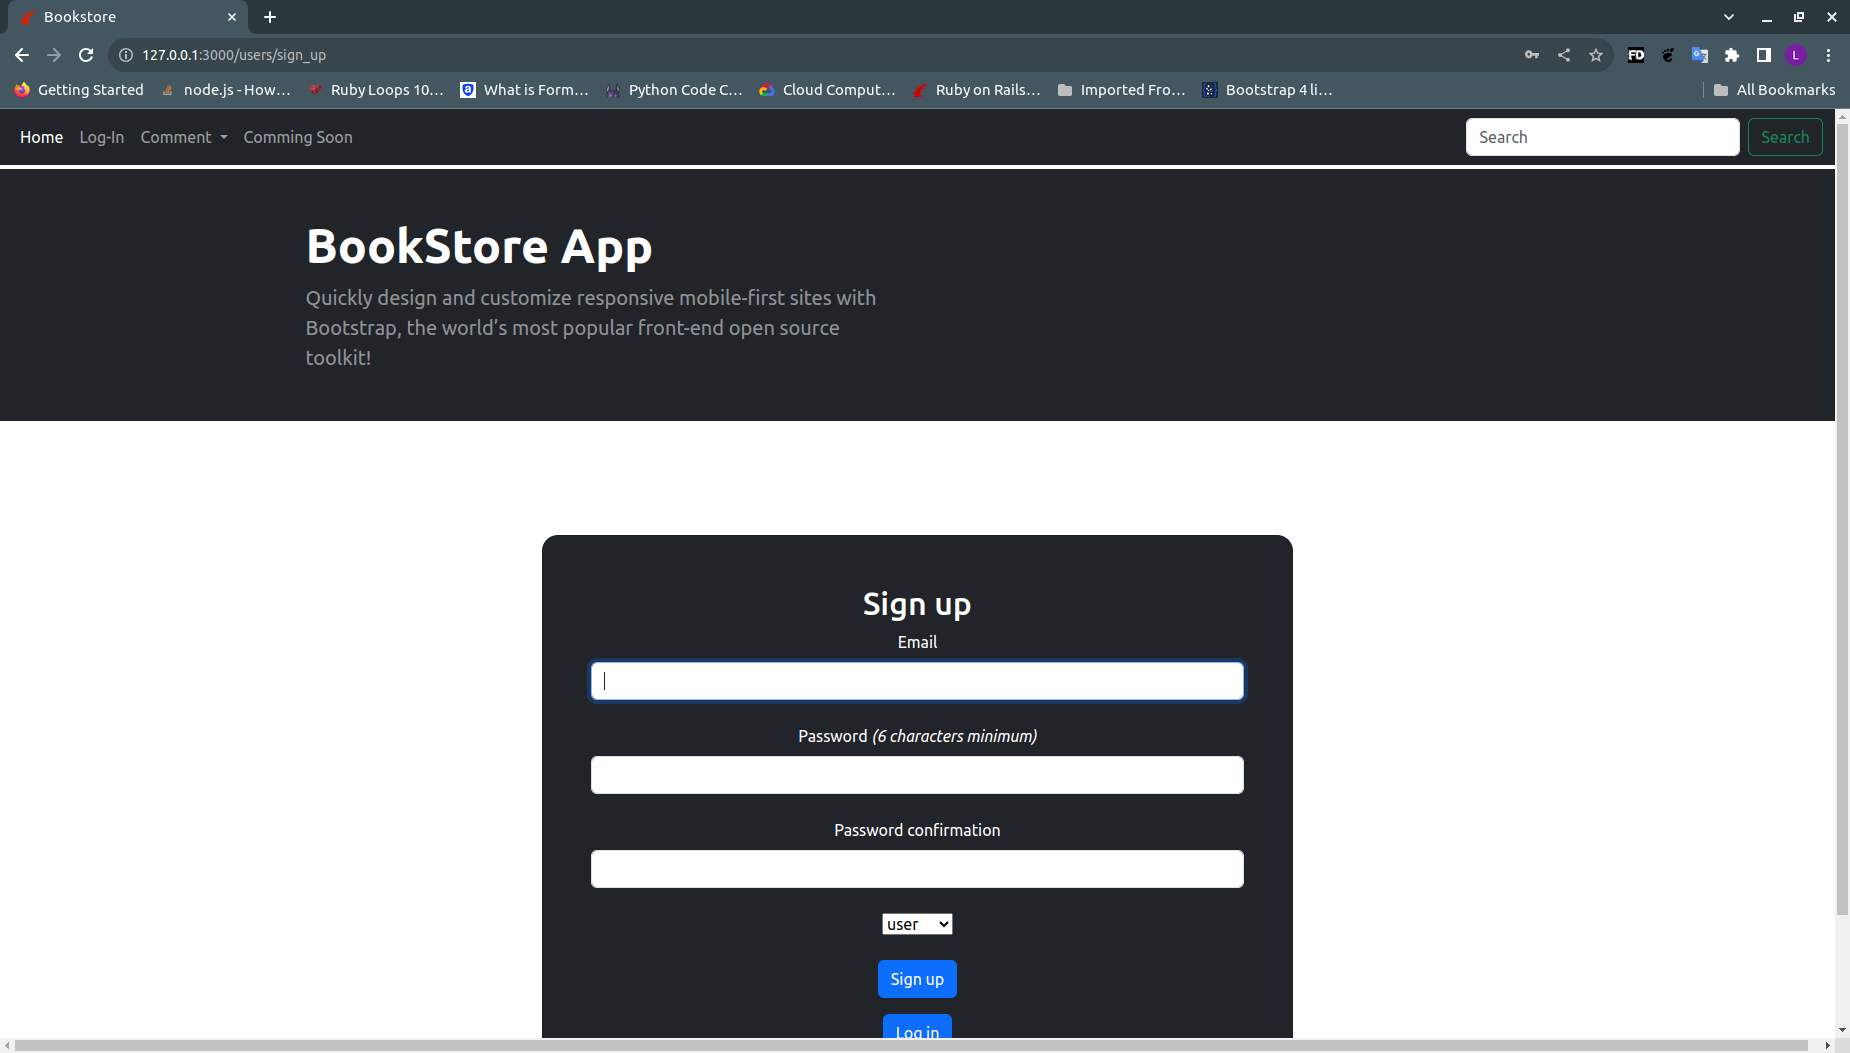 Bookstore
127.0.0.1:3000/users/sign_up
FD
L
Getting Started
node.js - How...
Ruby Loops 10...
a What is Form...
Python Code C...
Cloud Comput...
Ruby on Rails...
Imported Fro...
Bootstrap 4 li...
All Bookmarks
Home Log-In Comment Comming Soon
Search Search
BookStore App
Quickly design and customize responsive mobile-first sites with
Bootstrap, the world’s most popular front-end open source
toolkit!
Sign up
Email
Password (6 characters minimum)
Password confirmation
user
Sign up
Log in